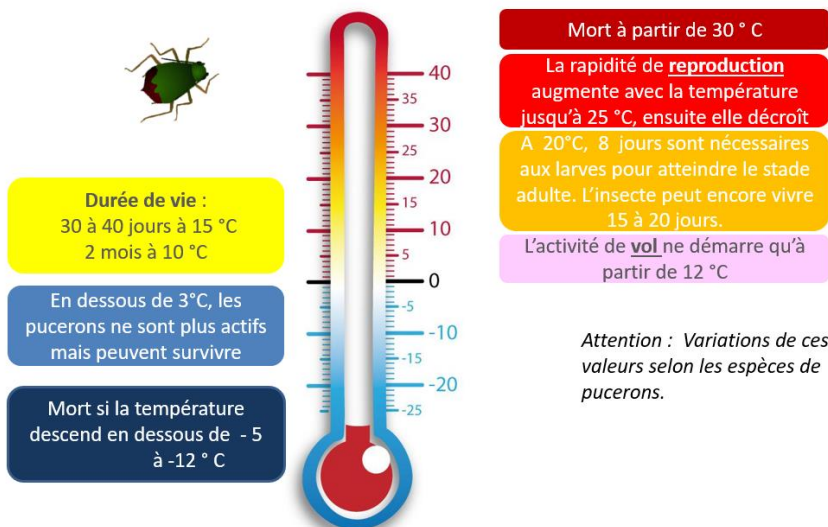 Durée de vie :
30 à 40 jours à 15 °C
2 mois à 10 °C
En dessous de 3°C, les
pucerons ne sont plus actifs
mais peuvent survivre
Mort si la température
descend en dessous de - 5
à -12 ° C
40
35
30
25
20
15
10
5
0
-5
-10
-15
-20
-25
Mort à partir de 30 ° C
La rapidité de reproduction
augmente avec la température
jusqu'à 25 °C, ensuite elle décroît
A 20°C, 8 jours sont nécessaires
aux larves pour atteindre le stade
adulte. L'insecte peut encore vivre
15 à 20 jours.
L'activité de vol ne démarre qu'à
partir de 12 °C
Attention : Variations de ces
valeurs selon les espèces de
pucerons.